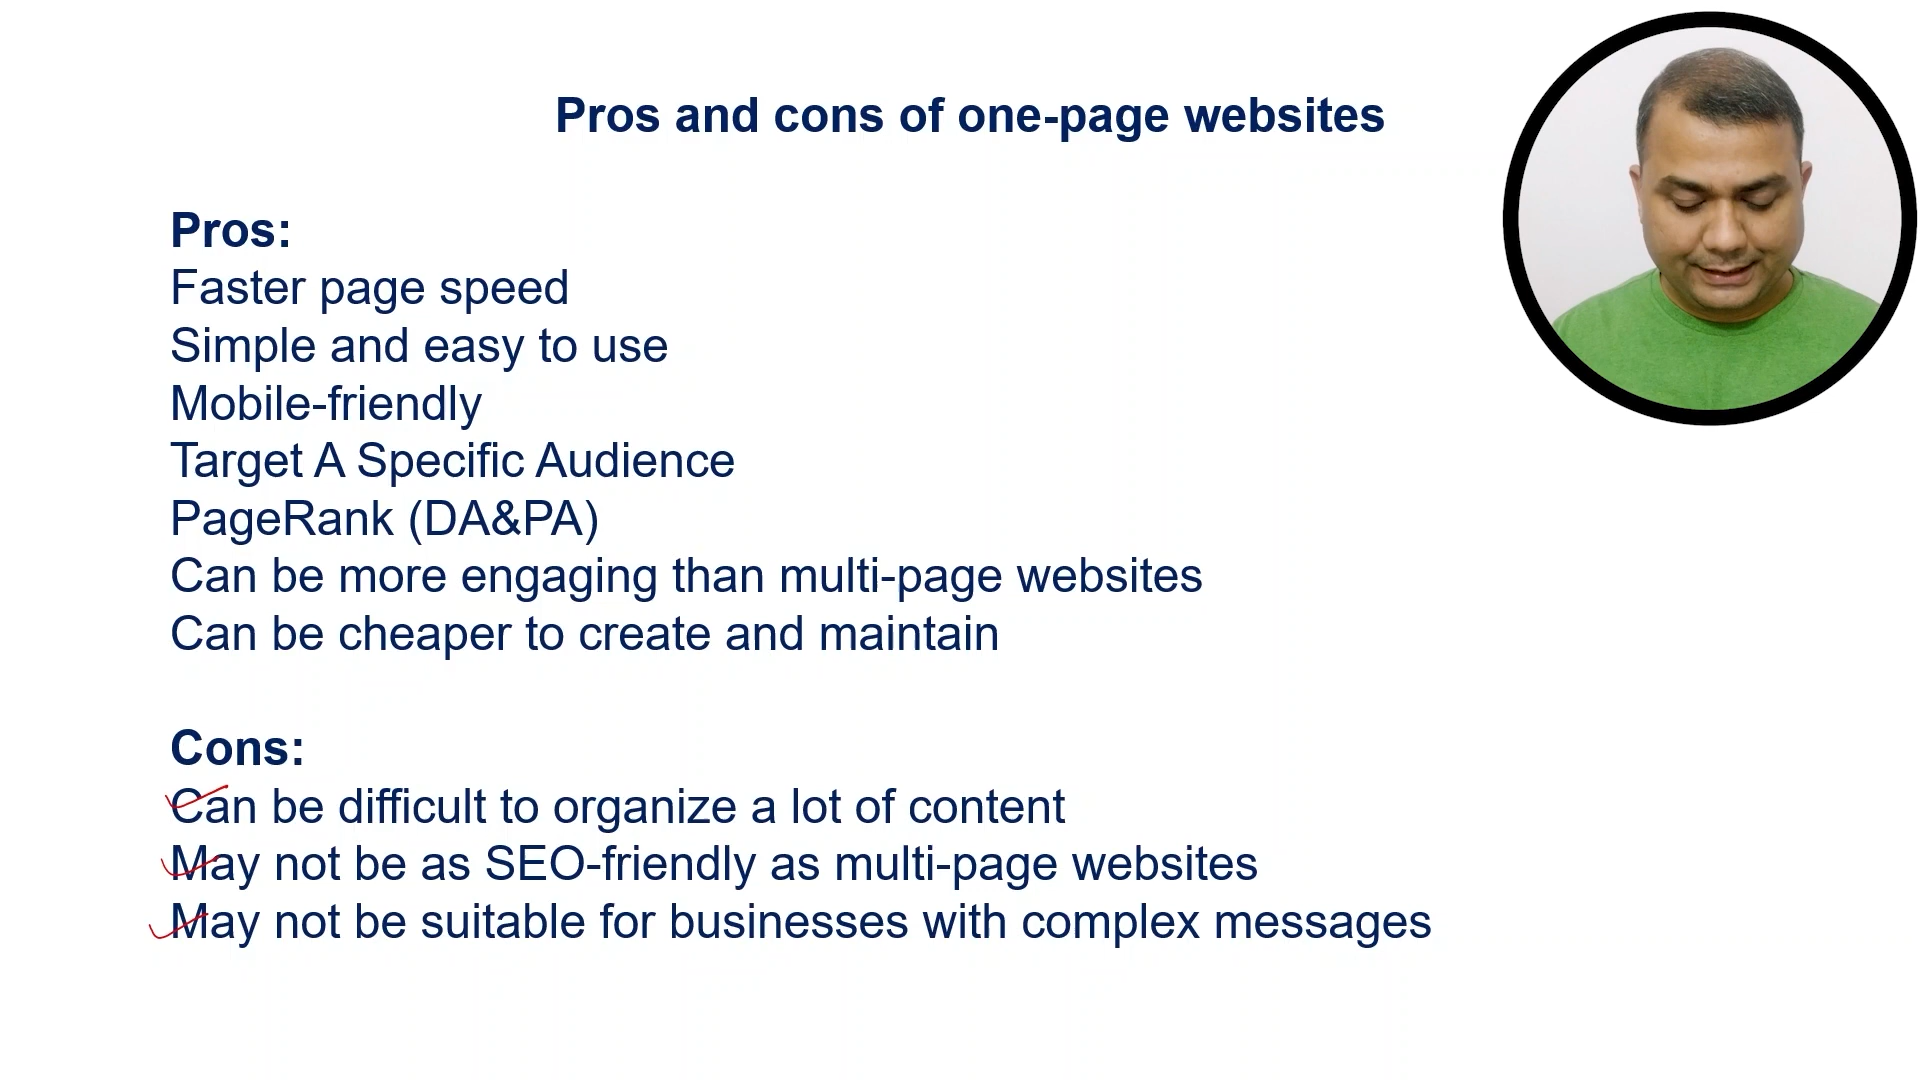 Pros and cons of one-page websites
Pros:
Faster page speed
Simple and easy to use
Mobile-friendly
Target A Specific Audience
PageRank (DA&PA)
Can be more engaging than multi-page websites
Can be cheaper to create and maintain
Cons:
Can be difficult to organize a lot of content
May not be as SEO-friendly as multi-page websites
May not be suitable for businesses with complex messages